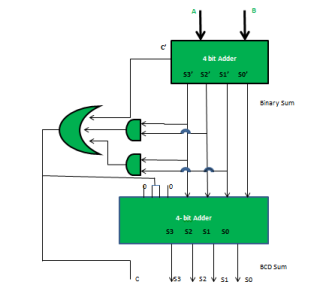 A B
C'
4 bit Adder
S3' S2' S1' S0'
Binary Sum
0 0
4- bit Adder
S3 S2 S1 S0
BCD Sum
C S3 S2 S1 S0